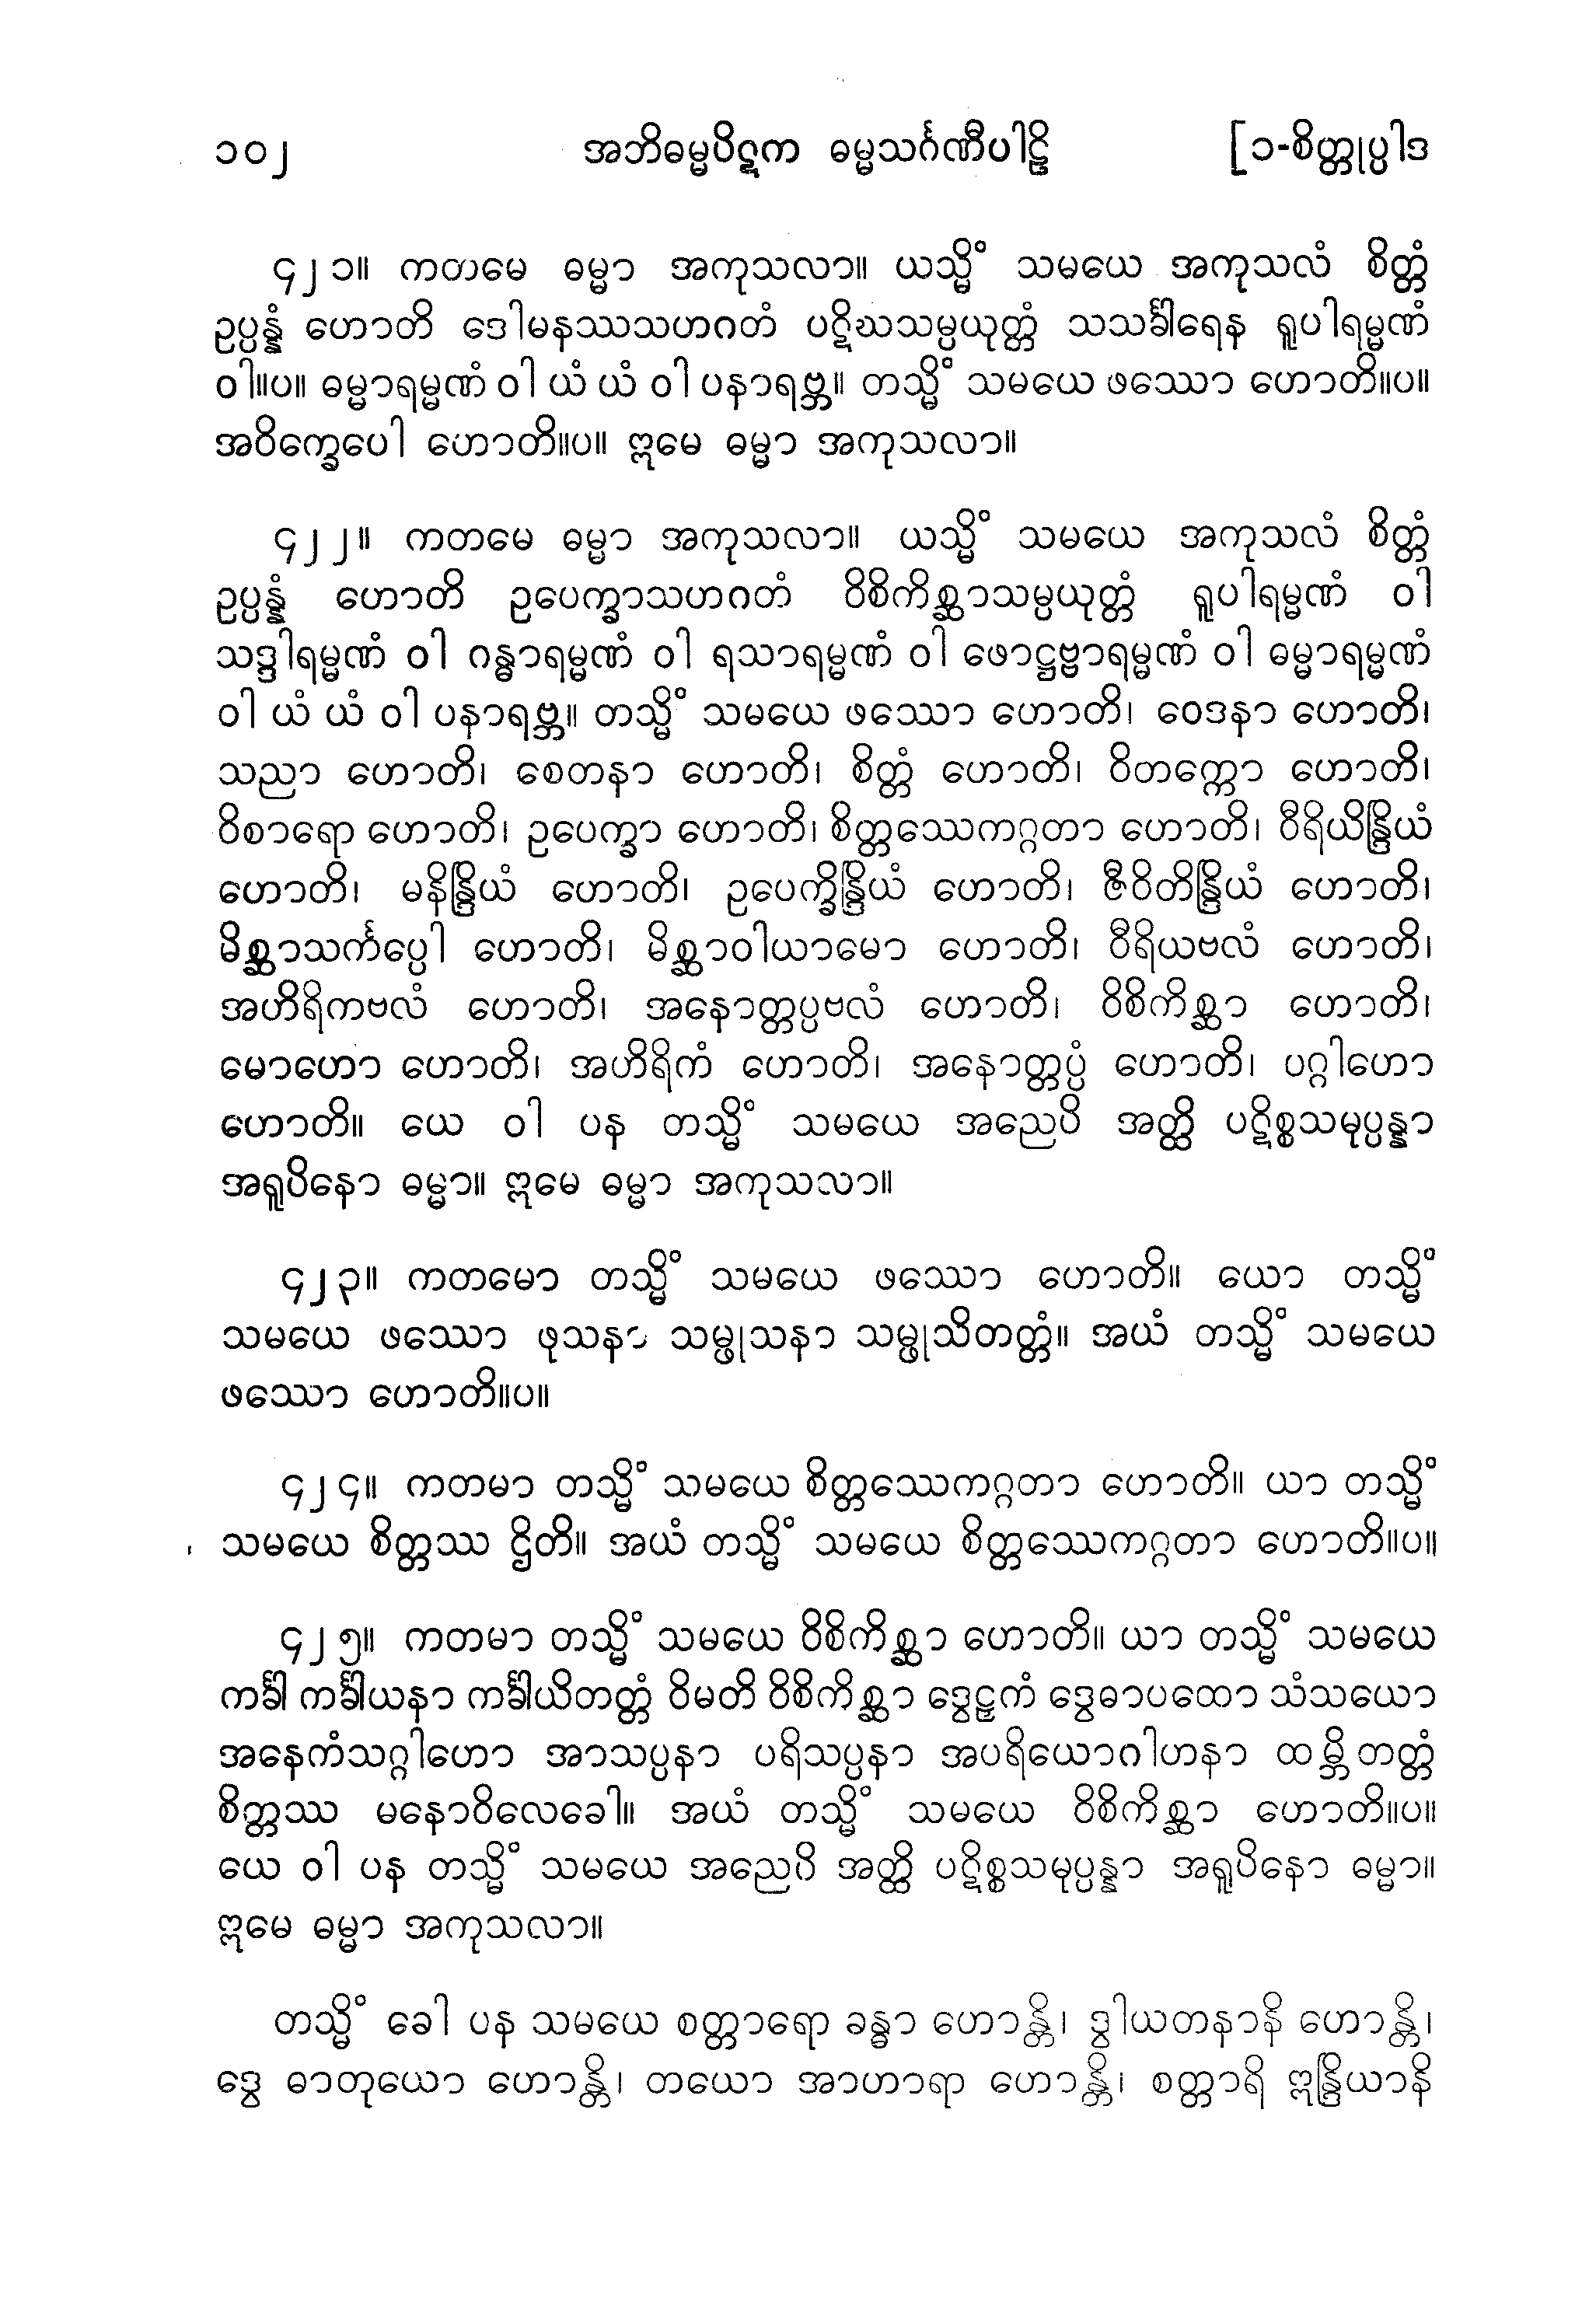 ၁၀၂ အဘိဓမ္မပိဋက ဓမ္မသင်္ဂဏီပါဠိ [၁-စိတ္တုပ္ပါဒ
၄၂၁။ ကတမေ ဓမ္မာ အကုသလာ။ ယသ္မိံ သမယေ အကုသလံ စိတ္တံ
ဥပ္ပန္နံ ဟောတိ ဒေါမနဿသဟဂတံ ပဋိဃသမ္ပယုတ္တံ သသင်္ခါရေန ရူပါရမ္မဏံ
ဝါ။ပ။ ဓမ္မာရမ္မဏံ ဝါ ယံ ယံ ဝါ ပနာရဗ္ဘ။ တသ္မိံ သမယေ ဖဿော ဟောတိ။ပ။
အဝိက္ခေပေါ ဟောတိ။ပ။ ဣမေ ဓမ္မာ အကုသလာ။
၄၂၂။ ကတမေ ဓမ္မာ အကုသလာ။ ယသ္မိံ သမယေ အကုသလံ စိတ္တံ
ဥပ္ပန္နံ ဟောတိ ဥပေက္ခာသဟဂတံ ဝိစိကိစ္ဆာသမ္ပယုတ္တံ ရူပါရမ္မဏံ ဝါ
သဒ္ဒါရမ္မဏံ ဝါ ဂန္ဓာရမ္မဏံ ဝါ ရသာရမ္မဏံ ဝါ ဖောဋ္ဌဗ္ဗာရမ္မဏံ ဝါ ဓမ္မာရမ္မဏံ
ဝါ ယံ ယံ ဝါ ပနာရဗ္ဘ။ တသ္မိံ သမယေ ဖဿော ဟောတိ၊ ဝေဒနာ ဟောတိ၊
သညာ ဟောတိ၊ စေတနာ ဟောတိ၊ စိတ္တံ ဟောတိ၊ ဝိတက္ကော ဟောတိ၊
ဝိစာရော ဟောတိ၊ ဥပေက္ခာ ဟောတိ၊ စိတ္တဿေကဂ္ဂတာ ဟောတိ၊ ဝီရိယိန္ဒြိယံ
ဟောတိ၊ မနိန္ဒြိယံ ဟောတိ၊ ဥပေက္ခိန္ဒြိယံ ဟောတိ၊ ဇီဝိတိန္ဒြိယံ ဟောတိ၊
မိစ္ဆာသင်္ကပ္ပေါ ဟောတိ၊ မိစ္ဆာဝါယာမော ဟောတိ၊ ဝီရိယဗလံ ဟောတိ၊
အဟိရိကဗလံ ဟောတိ၊ အနောတ္တပ္ပဗလံ ဟောတိ၊ ဝိစိကိစ္ဆာ ဟောတိ၊
မောဟော ဟောတိ၊ အဟိရိကံ ဟောတိ၊ အနောတ္တပ္ပံ ဟောတိ၊ ပဂ္ဂါဟော
ဟောတိ။ ယေ ဝါ ပန တသ္မိံ သမယေ အညေပိ အတ္ထိ ပဋိစ္စသမုပ္ပန္နာ
အရူပိနော ဓမ္မာ။ ဣမေ ဓမ္မာ အကုသလာ။
၄၂၃။ ကတမော တသ္မိံ သမယေ ဖဿော ဟောတိ။ ယော တသ္မိံ
သမယေ ဖဿော ဖုသနာ သမ္ဖုသနာ သမ္ဖုသိတတ္တံ။ အယံ တသ္မိံ သမယေ
ဖဿော ဟောတိ။ပ။
၄၂၄။ ကတမာ တသ္မိံ သမယေ စိတ္တဿေကဂ္ဂတာ ဟောတိ။ ယာ တသ္မိံ
သမယေ စိတ္တဿ ဌိတိ။ အယံ တသ္မိံ သမယေ စိတ္တဿေကဂ္ဂတာ ဟောတိ။ပ။
၄၂၅။ ကတမာ တသ္မိံ သမယေ ဝိစိကိစ္ဆာ ဟောတိ။ ယာ တသ္မိံ သမယေ
ကင်္ခါ ကင်္ခါယနာ ကင်္ခါယိတတ္တံ ဝိမတိ ဝိစိကိစ္ဆာ ဒွေဠှကံ ဒွေဓာပထော သံသယော
အနေကံသဂ္ဂါဟော အာသပ္ပနာ ပရိသပ္ပနာ အပရိယောဂါဟနာ ထမ္ဘိတတ္တံ
စိတ္တဿ မနောဝိလေခေါ။ အယံ တသ္မိံ သမယေ ဝိစိကိစ္ဆာ ဟောတိ။ပ။
ယေ ဝါ ပန တသ္မိံ သမယေ အညေပိ အတ္ထိ ပဋိစ္စသမုပ္ပန္နာ အရူပိနော ဓမ္မာ။
ဣမေ ဓမ္မာ အကုသလာ။
တသ္မိံ ခေါ ပန သမယေ စတ္တာရော ခန္ဓာ ဟောန္တိ၊ ဒွါယတနာနိ ဟောန္တိ၊
ဒွေ ဓာတုယော ဟောန္တိ၊ တယော အာဟာရာ ဟောန္တိ၊ စတ္တာရိ ဣန္ဒြိယာနိ